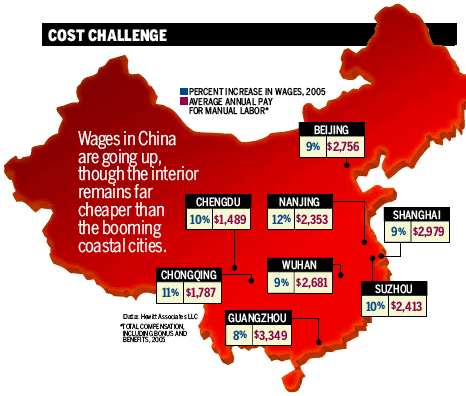 COST CHALLENGE
PERCENT INCREASE IN WAGES, 2005
AVERAGE ANNUAL PAY
FOR MANUAL LABOR*
Wages in China
are going up,
though the interior
remains far
cheaper than
the booming
coastal cities.
BEIJING
9% $2,756
CHENGDU
10% $1,489
NANJING
12% $2,353
SHANGHAI
9% $2,979
WUHAN
9% $2,681
CHONGQING
11% $1,787
SUZHOU
10% $2,413
GUANGZHOU
8% $3,349
Data: Hewitt Associates LLC
*TOTAL COMPENSATION,
INCLUDING BONUS AND
BENEFITS, 2005